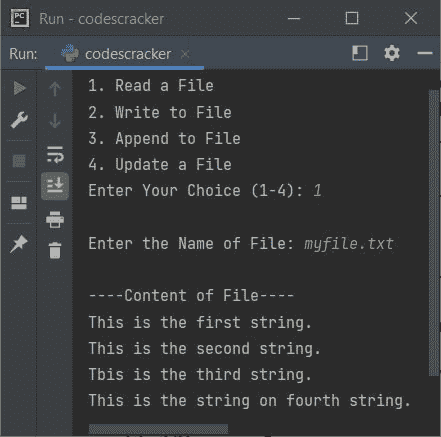 PC
Run - codescracker
Run:
codescracker
1. Read a File
2. Write to File
3. Append to File
4. Update a File
Enter Your Choice (1-4): 1
Enter the Name of File: myfile.txt
----Content of File----
This is the first string.
This is the second string.
Tbis is the third string.
This is the string on fourth string.